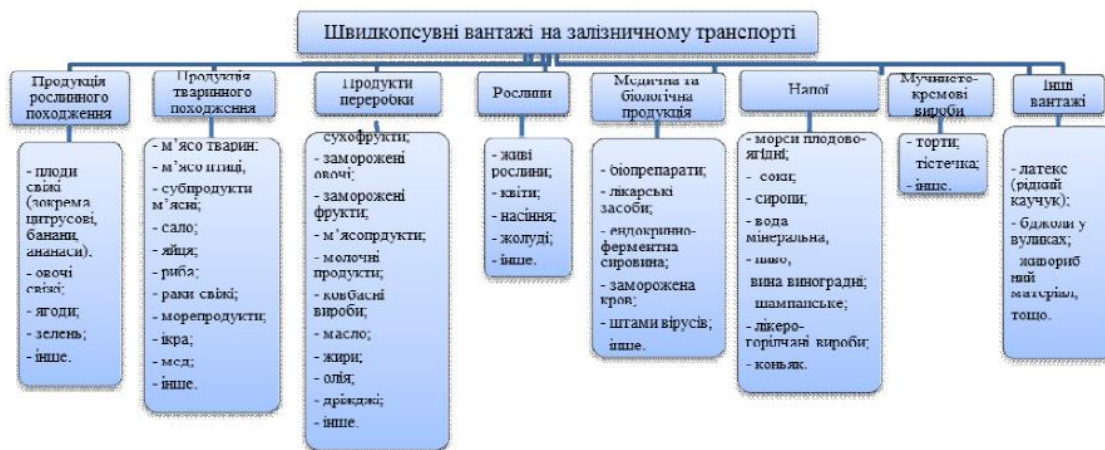 Швидкопсувні вантажі на залізничному транспорті
Продукція
рослинного
походження
- плоди
свіжі
(зокрема
цитрусові,
банани,
ананаси).
- овочі
свіжі;
- ягоди;
- зелень;
- інше.
Продукція
тваринного
походження
- м’ясо тварин;
- м’ясо птиці,
- субпродукти
м’ясні;
- сало;
- яйця;
- риба;
- раки свіжі;
- морепродукти;
- ікра;
- мед;
- інше.
Продукти
переробки
сухофрукти;
- заморожені
овочі;
- заморожені
фрукти;
- м’ясопрдукти;
- молочні
продукти;
- ковбасні
вироби;
- масло;
- жири;
- олія;
- дріжджі;
- інше.
Рослини
- живі
рослини;
- квіти;
- насіння;
- жолуді;
- інше.
Медична та
біологічна
продукція
- біопрепарати;
- лікарські
засоби;
- ендокринно-
ферментна
сировина;
- заморожена
кров;
- штами вірусів;
інше.
Напої
- морси плодово-
ягідні;
- соки;
- сиропи;
- вода
мінеральна,
- пиво,
вина виноградні;
шампанське;
- лікеро-
горілчані вироби;
- коньяк.
Мучнисто-
кремові
вироби
- торти;
тістечка;
- інше.
Інші
вантажі
- латекс
(рідкий
каучук);
- бджоли у
вуликах;
живориб
ний
матеріал,
тощо.